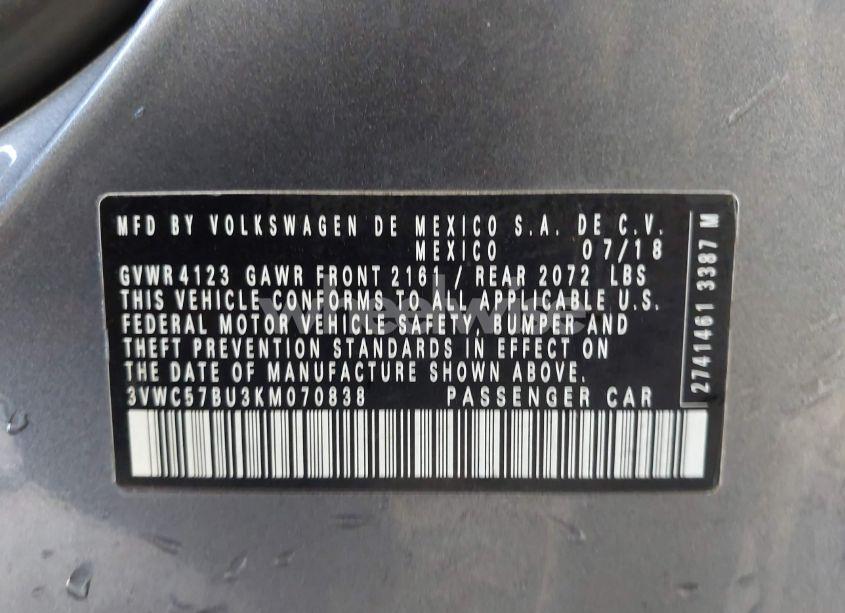 MFD BY VOLKSWAGEN DE MEXICO S.A. DE C.V.
MEXICO 07/18
GVWR 4123 GAWR FRONT 2161 / REAR 2072 LBS
THIS VEHICLE CONFORMS TO ALL APPLICABLE U.S.
FEDERAL MOTOR VEHICLE SAFETY, BUMPER AND
THEFT PREVENTION STANDARDS IN EFFECT ON
THE DATE OF MANUFACTURE SHOWN ABOVE.
3VWC57BU3KM070838 PASSENGER CAR
2741461 3387 M
wheelwise